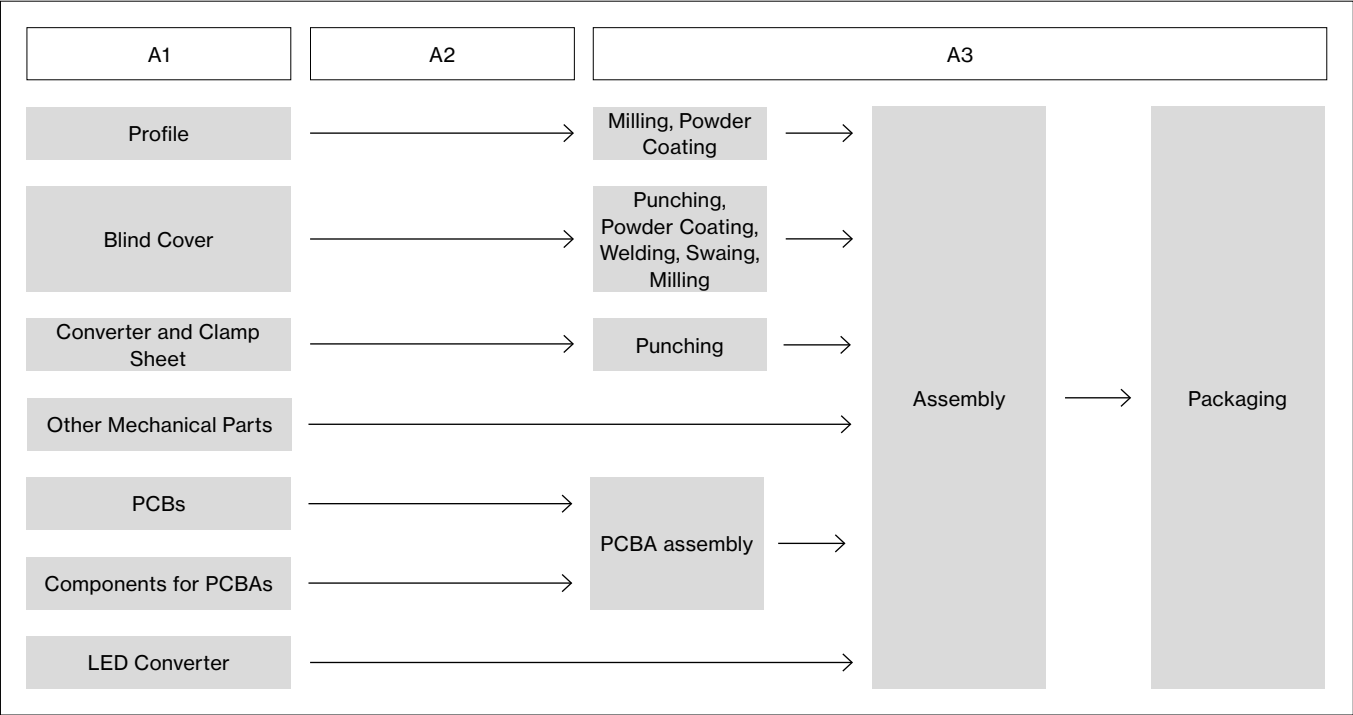 A1
A2
A3
Profile
Milling, Powder
Coating
Blind Cover
Punching,
Powder Coating,
Welding, Swaing,
Milling
Converter and Clamp
Sheet
Punching
Other Mechanical Parts
Assembly
Packaging
PCBs
PCBA assembly
Components for PCBAs
LED Converter